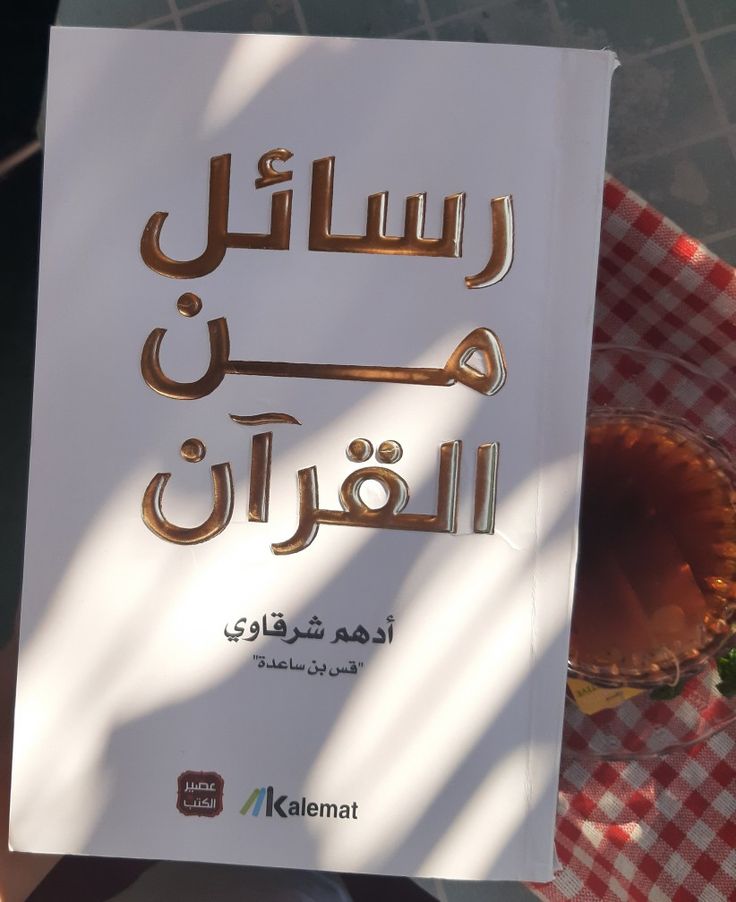 رسائل
من
القرآن
أدهم شرقاوي
"قس بن ساعدة"
عصير
الكتب
Kalemat